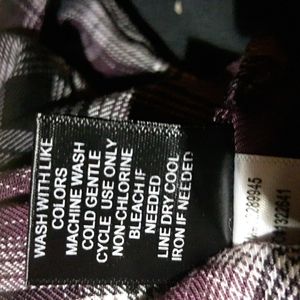 WASH WITH LIKE
COLORS
MACHINE WASH
COLD GENTLE
CYCLE USE ONLY
NON-CHLORINE
BLEACH IF
NEEDED
LINE DRY COOL
IRON IF NEEDED